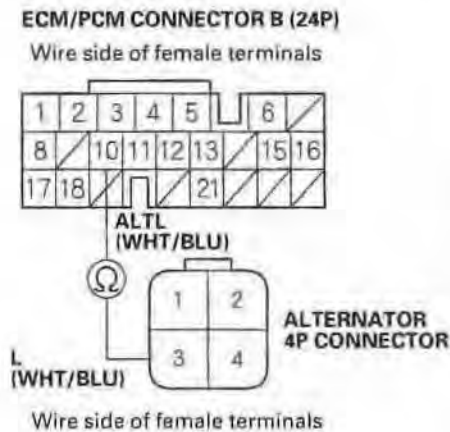 ECM/PCM CONNECTOR B (24P)
Wire side of female terminals
1 2 3 4 5 6
8 10 11 12 13 15 16
17 18 21
ALTL
(WHT/BLU)
Ω
1 2
3 4
ALTERNATOR
4P CONNECTOR
L
(WHT/BLU)
Wire side of female terminals